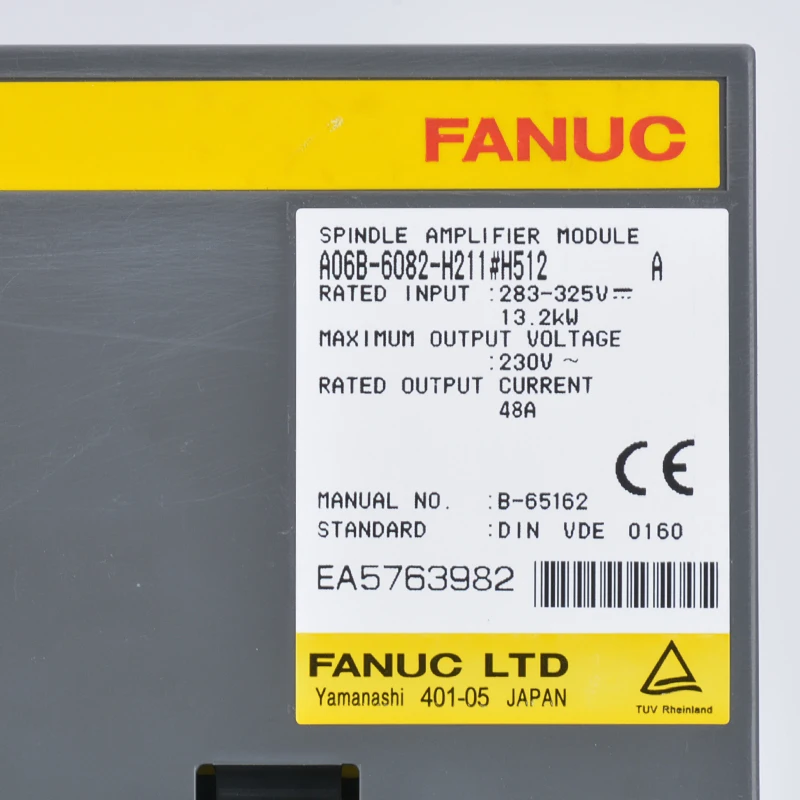 FANUC
SPINDLE AMPLIFIER MODULE
A06B-6082-H211#H512 A
RATED INPUT :283-325V⎓
13.2kW
MAXIMUM OUTPUT VOLTAGE
:230V ~
RATED OUTPUT CURRENT
48A
CE
MANUAL NO. :B-65162
STANDARD :DIN VDE 0160
EA5763982
FANUC LTD
Yamanashi 401-05 JAPAN
TUV Rheinland